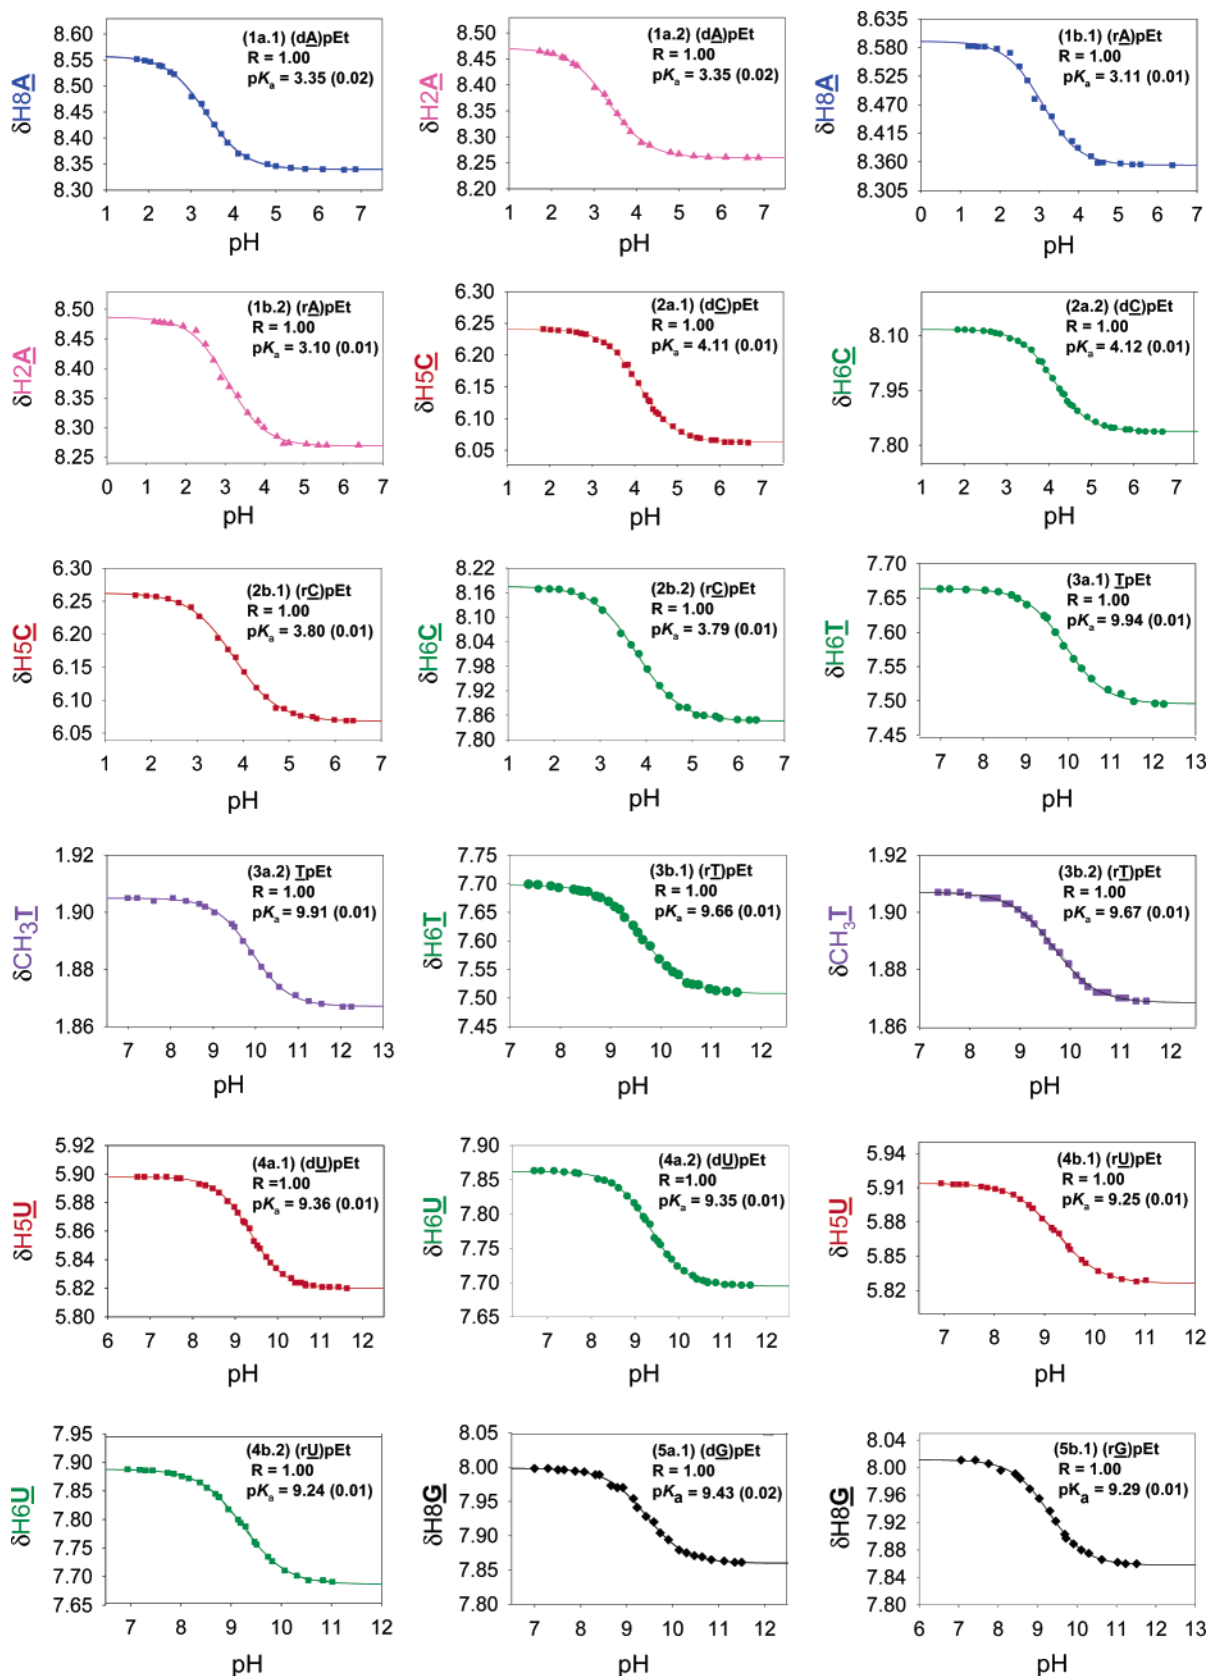 (1a.1) (dA)pEt
R = 1.00
pKa = 3.35 (0.02)
δH8A
8.60
8.55
8.50
8.45
8.40
8.35
8.30
1 2 3 4 5 6 7
pH
(1a.2) (dA)pEt
R = 1.00
pKa = 3.35 (0.02)
δH2A
8.50
8.45
8.40
8.35
8.30
8.25
8.20
1 2 3 4 5 6 7
pH
(1b.1) (rA)pEt
R = 1.00
pKa = 3.11 (0.01)
δH8A
8.635
8.580
8.525
8.470
8.415
8.360
8.305
0 1 2 3 4 5 6 7
pH
(1b.2) (rA)pEt
R = 1.00
pKa = 3.10 (0.01)
δH2A
8.50
8.45
8.40
8.35
8.30
8.25
0 1 2 3 4 5 6 7
pH
(2a.1) (dC)pEt
R = 1.00
pKa = 4.11 (0.01)
δH5C
6.30
6.25
6.20
6.15
6.10
6.05
1 2 3 4 5 6 7
pH
(2a.2) (dC)pEt
R = 1.00
pKa = 4.12 (0.01)
δH6C
8.10
7.95
7.80
1 2 3 4 5 6 7
pH
(2b.1) (rC)pEt
R = 1.00
pKa = 3.80 (0.01)
δH5C
6.30
6.25
6.20
6.15
6.10
6.05
1 2 3 4 5 6 7
pH
(2b.2) (rC)pEt
R = 1.00
pKa = 3.79 (0.01)
δH6C
8.22
8.16
8.10
8.04
7.98
7.92
7.86
7.80
1 2 3 4 5 6 7
pH
(3a.1) TpEt
R = 1.00
pKa = 9.94 (0.01)
δH6T
7.70
7.65
7.60
7.55
7.50
7.45
7 8 9 10 11 12 13
pH
(3a.2) TpEt
R = 1.00
pKa = 9.91 (0.01)
δCH3T
1.92
1.90
1.88
1.86
7 8 9 10 11 12 13
pH
(3b.1) (rT)pEt
R = 1.00
pKa = 9.66 (0.01)
δH6T
7.75
7.70
7.65
7.60
7.55
7.50
7.45
7 8 9 10 11 12
pH
(3b.2) (rT)pEt
R = 1.00
pKa = 9.67 (0.01)
δCH3T
1.92
1.90
1.88
1.86
7 8 9 10 11 12
pH
(4a.1) (dU)pEt
R =1.00
pKa = 9.36 (0.01)
δH5U
5.92
5.90
5.88
5.86
5.84
5.82
5.80
6 7 8 9 10 11 12
pH
(4a.2) (dU)pEt
R =1.00
pKa = 9.35 (0.01)
δH6U
7.90
7.85
7.80
7.75
7.70
7.65
7 8 9 10 11 12
pH
(4b.1) (rU)pEt
R = 1.00
pKa = 9.25 (0.01)
δH5U
5.94
5.91
5.88
5.85
5.82
7 8 9 10 11 12
pH
(4b.2) (rU)pEt
R = 1.00
pKa = 9.24 (0.01)
δH6U
7.95
7.90
7.85
7.80
7.75
7.70
7.65
7 8 9 10 11 12
pH
(5a.1) (dG)pEt
R = 1.00
pKa = 9.43 (0.02)
δH8G
8.05
8.00
7.95
7.90
7.85
7.80
7 8 9 10 11 12
pH
(5b.1) (rG)pEt
R = 1.00
pKa = 9.29 (0.01)
δH8G
8.04
8.00
7.96
7.92
7.88
7.84
7.80
7 8 9 10 11 12 13
pH